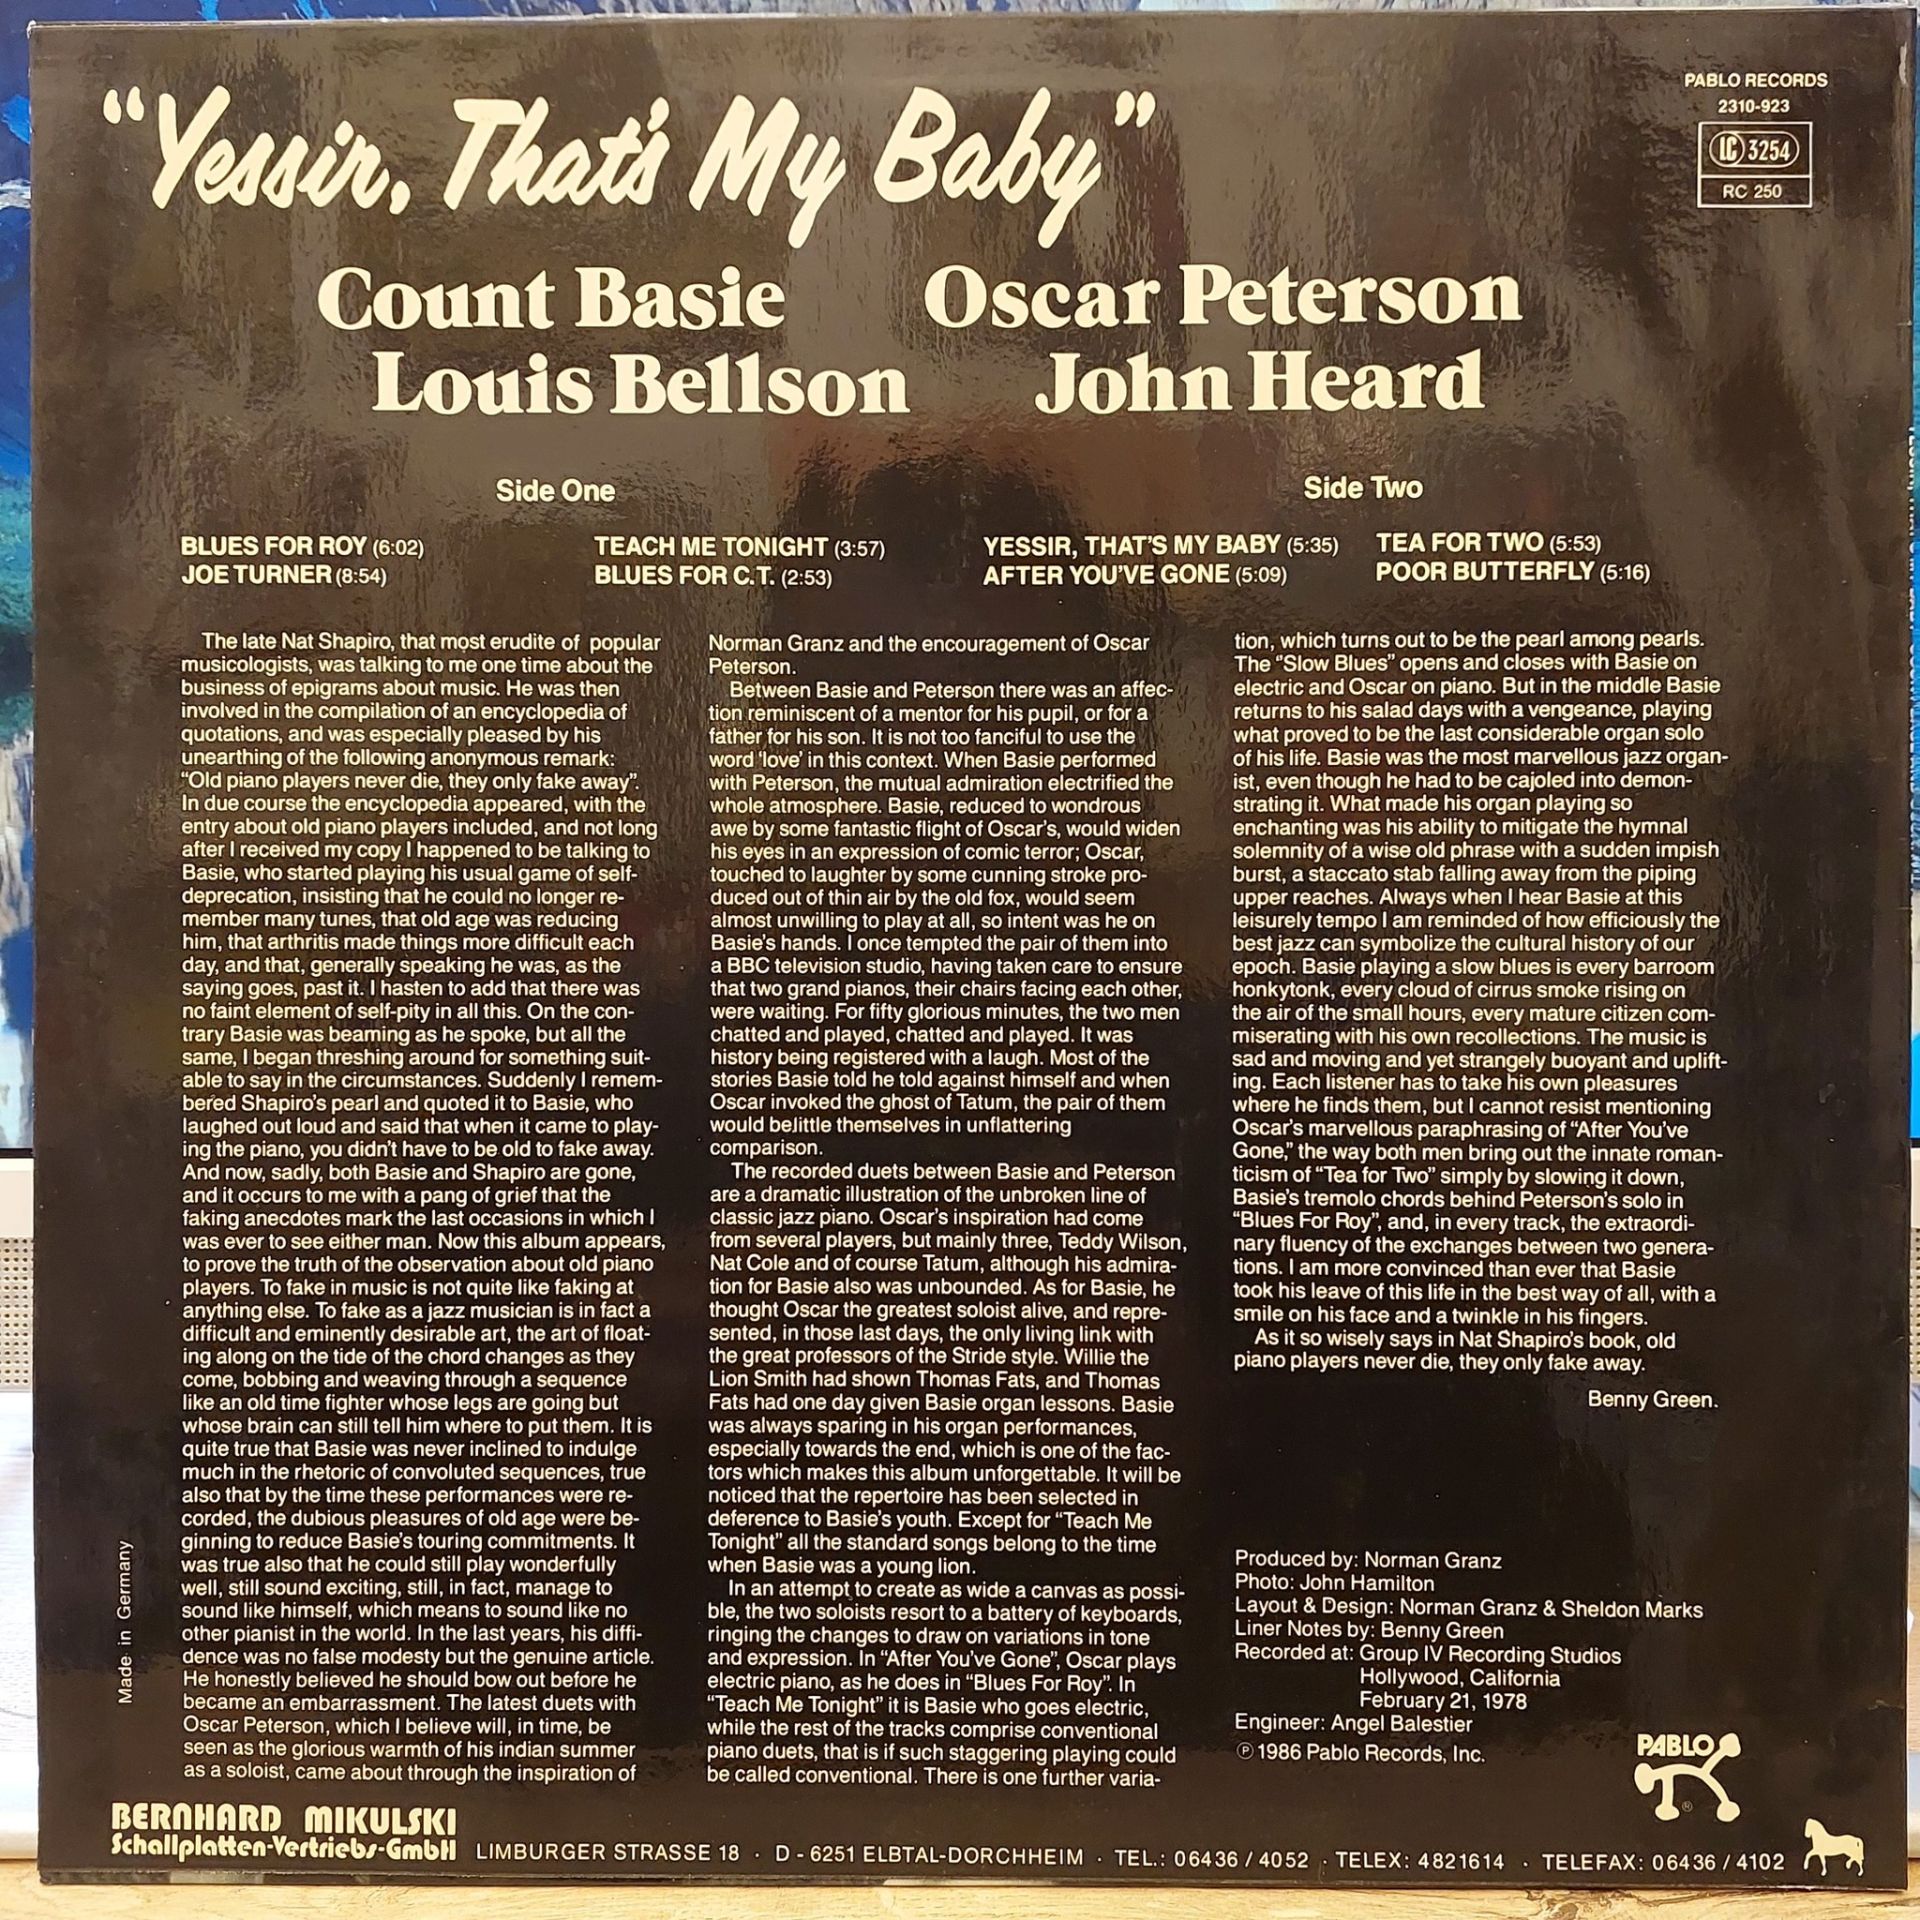 PABLO RECORDS
2310-923
LC 3254
RC 250
“Yessir, That's My Baby”
Count Basie Oscar Peterson
Louis Bellson John Heard
Side One
BLUES FOR ROY (6:02) TEACH ME TONIGHT (3:57)
JOE TURNER (8:54) BLUES FOR C.T. (2:53)
Side Two
YESSIR, THAT'S MY BABY (5:35) TEA FOR TWO (5:53)
AFTER YOU'VE GONE (5:09) POOR BUTTERFLY (5:16)
The late Nat Shapiro, that most erudite of popular
musicologists, was talking to me one time about the
business of epigrams about music. He was then
involved in the compilation of an encyclopedia of
quotations, and was especially pleased by his
unearthing of the following anonymous remark:
“Old piano players never die, they only fake away”.
In due course the encyclopedia appeared, with the
entry about old piano players included, and not long
after I received my copy I happened to be talking to
Basie, who started playing his usual game of self-
deprecation, insisting that he could no longer re-
member many tunes, that old age was reducing
him, that arthritis made things more difficult each
day, and that, generally speaking he was, as the
saying goes, past it. I hasten to add that there was
no faint element of self-pity in all this. On the con-
trary Basie was beaming as he spoke, but all the
same, I began threshing around for something suit-
able to say in the circumstances. Suddenly I remem-
bered Shapiro's pearl and quoted it to Basie, who
laughed out loud and said that when it came to play-
ing the piano, you didn't have to be old to fake away.
And now, sadly, both Basie and Shapiro are gone,
and it occurs to me with a pang of grief that the
faking anecdotes mark the last occasions in which I
was ever to see either man. Now this album appears,
to prove the truth of the observation about old piano
players. To fake in music is not quite like faking at
anything else. To fake as a jazz musician is in fact a
difficult and eminently desirable art, the art of float-
ing along on the tide of the chord changes as they
come, bobbing and weaving through a sequence
like an old time fighter whose legs are going but
whose brain can still tell him where to put them. It is
quite true that Basie was never inclined to indulge
much in the rhetoric of convoluted sequences, true
also that by the time these performances were re-
corded, the dubious pleasures of old age were be-
ginning to reduce Basie's touring commitments. It
was true also that he could still play wonderfully
well, still sound exciting, still, in fact, manage to
sound like himself, which means to sound like no
other pianist in the world. In the last years, his diffi-
dence was no false modesty but the genuine article.
He honestly believed he should bow out before he
became an embarrassment. The latest duets with
Oscar Peterson, which I believe will, in time, be
seen as the glorious warmth of his indian summer
as a soloist, came about through the inspiration of
Norman Granz and the encouragement of Oscar
Peterson.
Between Basie and Peterson there was an affec-
tion reminiscent of a mentor for his pupil, or for a
father for his son. It is not too fanciful to use the
word 'love' in this context. When Basie performed
with Peterson, the mutual admiration electrified the
whole atmosphere. Basie, reduced to wondrous
awe by some fantastic flight of Oscar's, would widen
his eyes in an expression of comic terror; Oscar,
touched to laughter by some cunning stroke pro-
duced out of thin air by the old fox, would seem
almost unwilling to play at all, so intent was he on
Basie's hands. I once tempted the pair of them into
a BBC television studio, having taken care to ensure
that two grand pianos, their chairs facing each other,
were waiting. For fifty glorious minutes, the two men
chatted and played, chatted and played. It was
history being registered with a laugh. Most of the
stories Basie told he told against himself and when
Oscar invoked the ghost of Tatum, the pair of them
would belittle themselves in unflattering
comparison.
The recorded duets between Basie and Peterson
are a dramatic illustration of the unbroken line of
classic jazz piano. Oscar's inspiration had come
from several players, but mainly three, Teddy Wilson,
Nat Cole and of course Tatum, although his admira-
tion for Basie also was unbounded. As for Basie, he
thought Oscar the greatest soloist alive, and repre-
sented, in those last days, the only living link with
the great professors of the Stride style. Willie the
Lion Smith had shown Thomas Fats, and Thomas
Fats had one day given Basie organ lessons. Basie
was always sparing in his organ performances,
especially towards the end, which is one of the fac-
tors which makes this album unforgettable. It will be
noticed that the repertoire has been selected in
deference to Basie's youth. Except for “Teach Me
Tonight” all the standard songs belong to the time
when Basie was a young lion.
In an attempt to create as wide a canvas as possi-
ble, the two soloists resort to a battery of keyboards,
ringing the changes to draw on variations in tone
and expression. In “After You've Gone”, Oscar plays
electric piano, as he does in “Blues For Roy”. In
“Teach Me Tonight” it is Basie who goes electric,
while the rest of the tracks comprise conventional
piano duets, that is if such staggering playing could
be called conventional. There is one further varia-
tion, which turns out to be the pearl among pearls.
The “Slow Blues” opens and closes with Basie on
electric and Oscar on piano. But in the middle Basie
returns to his salad days with a vengeance, playing
what proved to be the last considerable organ solo
of his life. Basie was the most marvellous jazz organ-
ist, even though he had to be cajoled into demon-
strating it. What made his organ playing so
enchanting was his ability to mitigate the hymnal
solemnity of a wise old phrase with a sudden impish
burst, a staccato stab falling away from the piping
upper reaches. Always when I hear Basie at this
leisurely tempo I am reminded of how efficiously the
best jazz can symbolize the cultural history of our
epoch. Basie playing a slow blues is every barroom
honkytonk, every cloud of cirrus smoke rising on
the air of the small hours, every mature citizen com-
miserating with his own recollections. The music is
sad and moving and yet strangely buoyant and uplift-
ing. Each listener has to take his own pleasures
where he finds them, but I cannot resist mentioning
Oscar's marvellous paraphrasing of “After You've
Gone,” the way both men bring out the innate roman-
ticism of “Tea for Two” simply by slowing it down,
Basie's tremolo chords behind Peterson's solo in
“Blues For Roy”, and, in every track, the extraordi-
nary fluency of the exchanges between two genera-
tions. I am more convinced than ever that Basie
took his leave of this life in the best way of all, with a
smile on his face and a twinkle in his fingers.
As it so wisely says in Nat Shapiro's book, old
piano players never die, they only fake away.
Benny Green.
Produced by: Norman Granz
Photo: John Hamilton
Layout & Design: Norman Granz & Sheldon Marks
Liner Notes by: Benny Green
Recorded at: Group IV Recording Studios
Hollywood, California
February 21, 1978
Engineer: Angel Balestier
℗ 1986 Pablo Records, Inc.
PABLO
®
Made in Germany
BERNHARD MIKULSKI
Schallplatten-Vertriebs-GmbH LIMBURGER STRASSE 18 · D - 6251 ELBTAL-DORCHHEIM · TEL.: 06436 / 4052 · TELEX: 4821614 · TELEFAX: 06436 / 4102